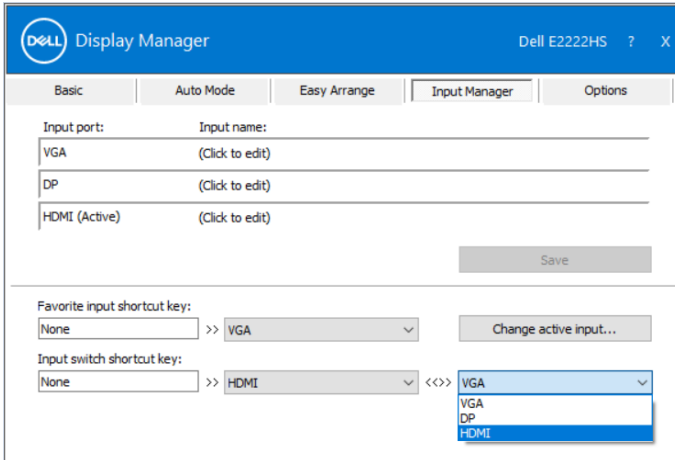 DELL Display Manager Dell E2222HS ? X
Basic Auto Mode Easy Arrange Input Manager Options
Input port: Input name:
VGA (Click to edit)
DP (Click to edit)
HDMI (Active) (Click to edit)
Save
Favorite input shortcut key:
None >> VGA Change active input...
Input switch shortcut key:
None >> HDMI <<>> VGA
VGA
DP
HDMI